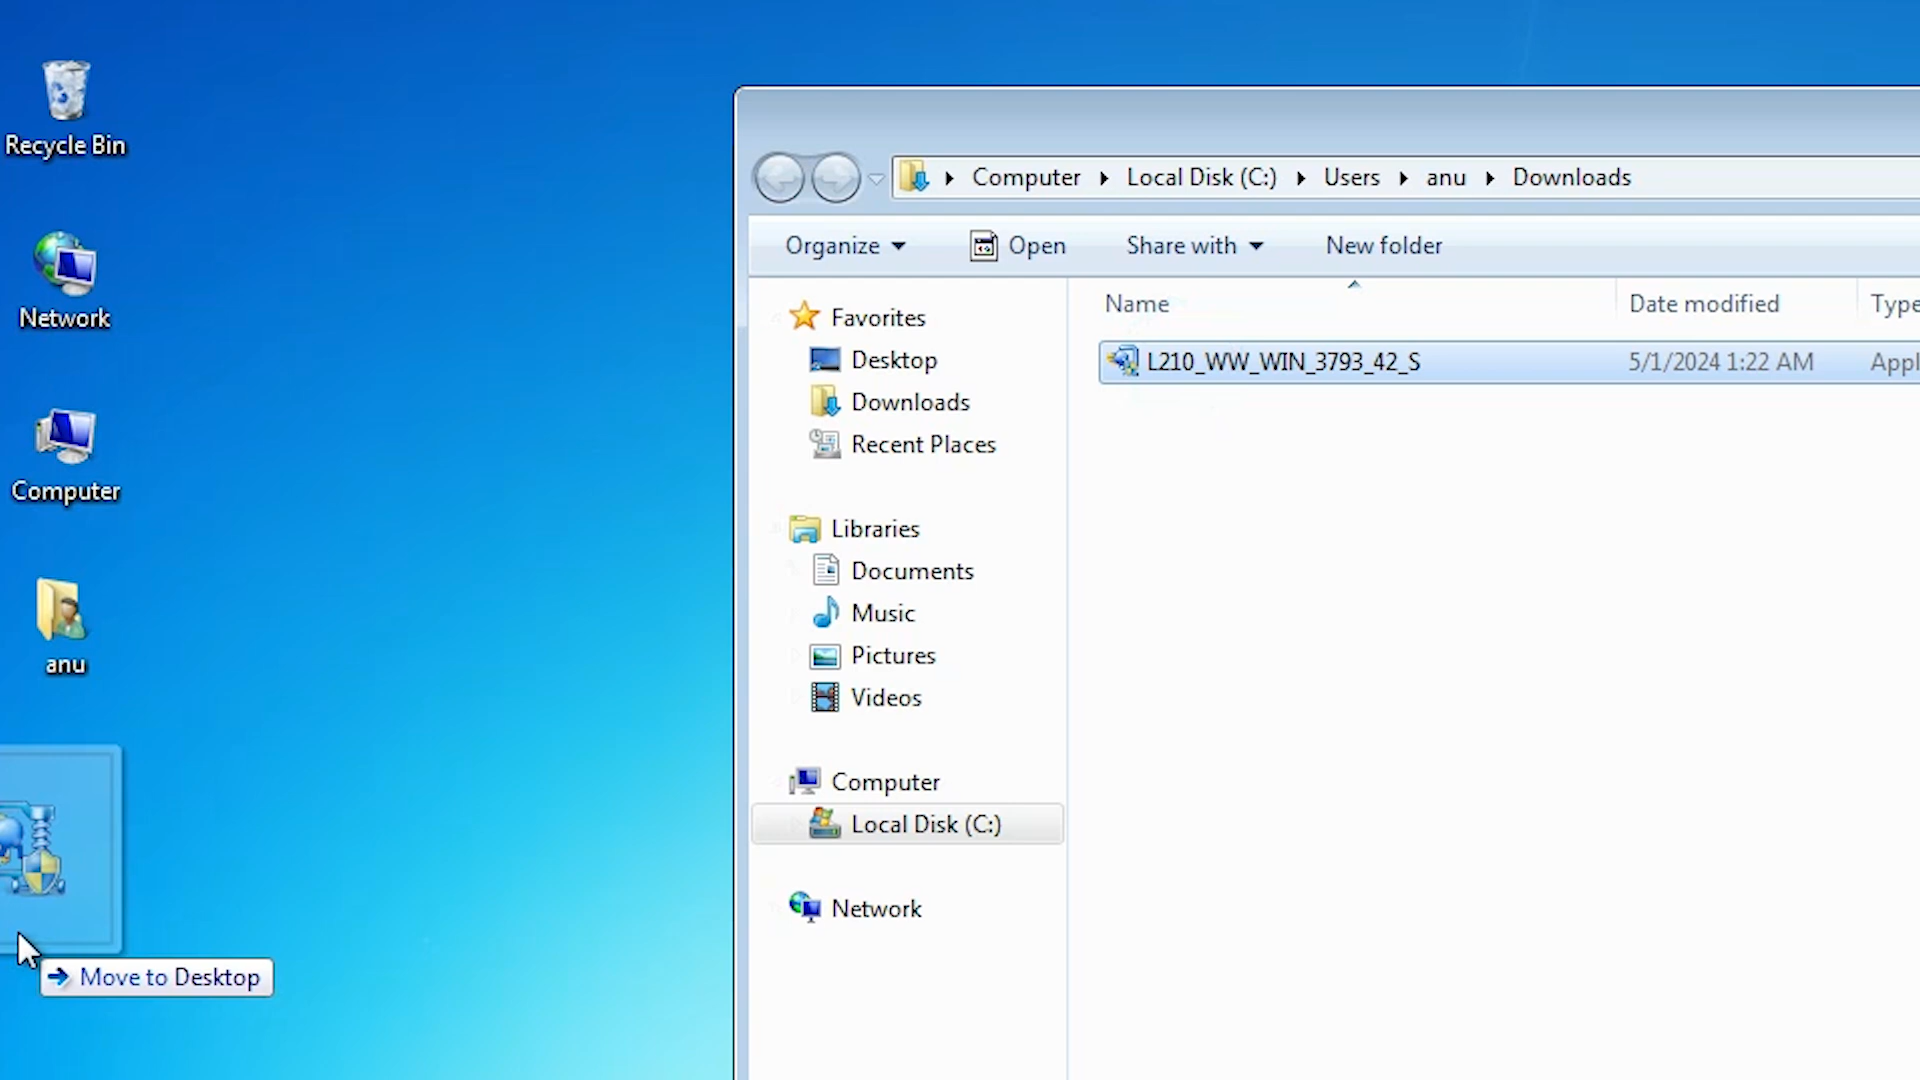 Recycle Bin
Network
Computer
anu
Move to Desktop
Computer Local Disk (C:) Users anu Downloads
Organize Open Share with New folder
Favorites
Desktop
Downloads
Recent Places
Libraries
Documents
Music
Pictures
Videos
Computer
Local Disk (C:)
Network
Name Date modified Type
L210_WW_WIN_3793_42_S 5/1/2024 1:22 AM Appl